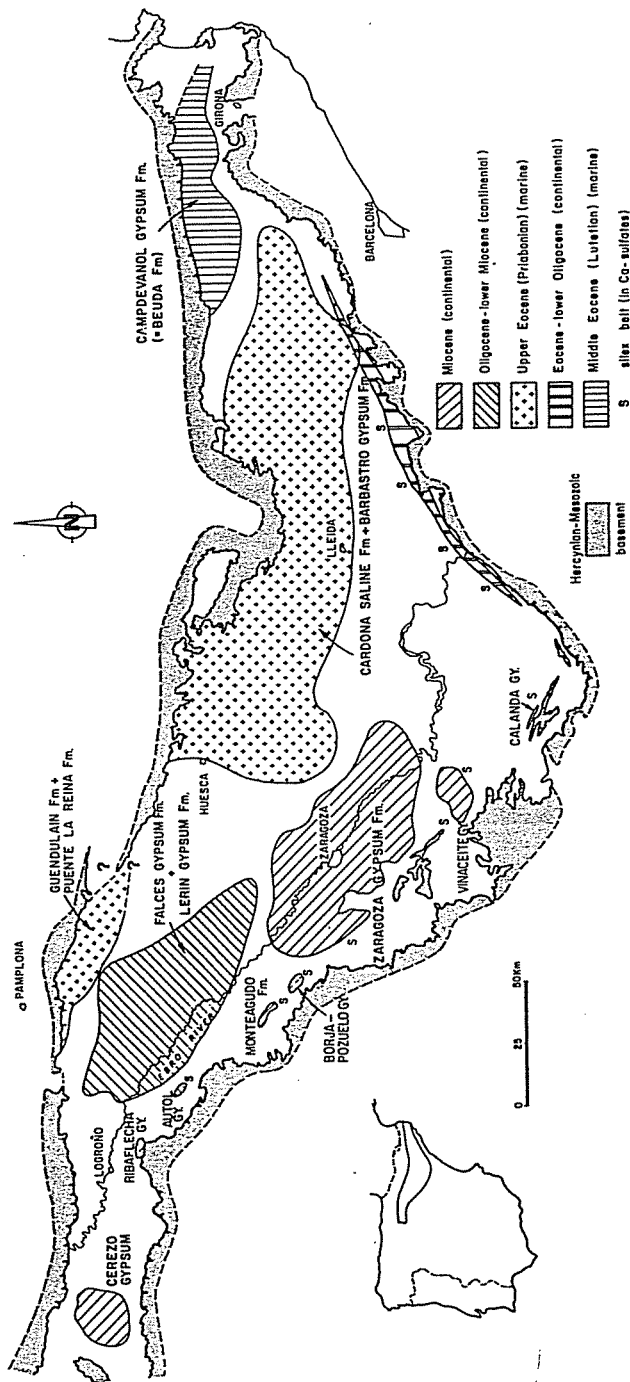 CAMPDEVANOL GYPSUM Fm.
(= BEUDA Fm)
GIRONA
BARCELONA
N
CARDONA SALINE Fm + BARBASTRO GYPSUM Fm.
LLEIDA
HUESCA
GUENDULAIN Fm +
PUENTE LA REINA Fm.
?
?
PAMPLONA
FALCES GYPSUM Fm.
+
LERIN GYPSUM Fm.
EBRO RIVER
ZARAGOZA
ZARAGOZA GYPSUM Fm.
S
S
VINACEITE GY.
S
CALANDA GY.
S
S
S
S
S
MONTEAGUDO
Fm.
S
BORJA-
POZUELO GY.
S
AUTOL
GY.
S
RIBAFLECHA
GY.
LOGROÑO
CEREZO
GYPSUM
0 25 50Km
Miocene (continental)
Oligocene-lower Miocene (continental)
Upper Eocene (Priabonian) (marine)
Eocene-lower Oligocene (continental)
Middle Eocene (Lutetian) (marine)
S silex belt (in Ca-sulfates)
Hercynian-Mesozoic
basement